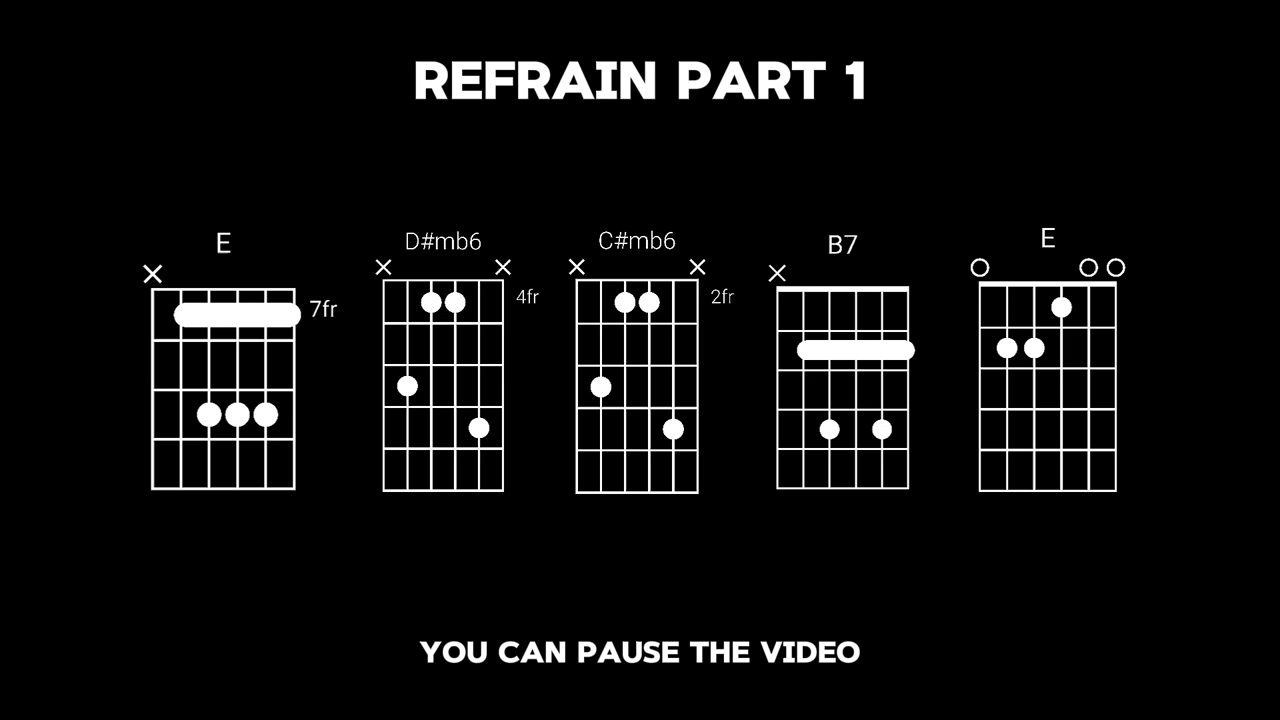 REFRAIN PART 1
E D#mb6 C#mb6 B7 E
7fr 4fr 2fr
YOU CAN PAUSE THE VIDEO